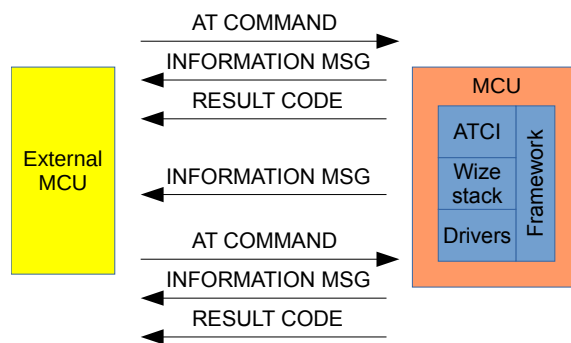 AT COMMAND
INFORMATION MSG
RESULT CODE
INFORMATION MSG
AT COMMAND
INFORMATION MSG
RESULT CODE
External
MCU
MCU
ATCI
Wize
stack
Drivers
Framework